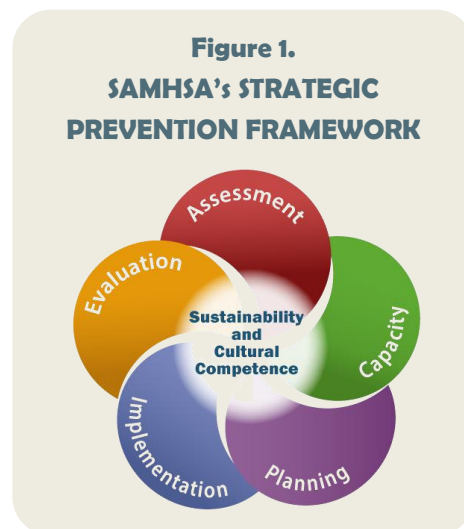 Figure 1.
SAMHSA's STRATEGIC
PREVENTION FRAMEWORK
Assessment
Capacity
Planning
Implementation
Evaluation
Sustainability
and
Cultural
Competence